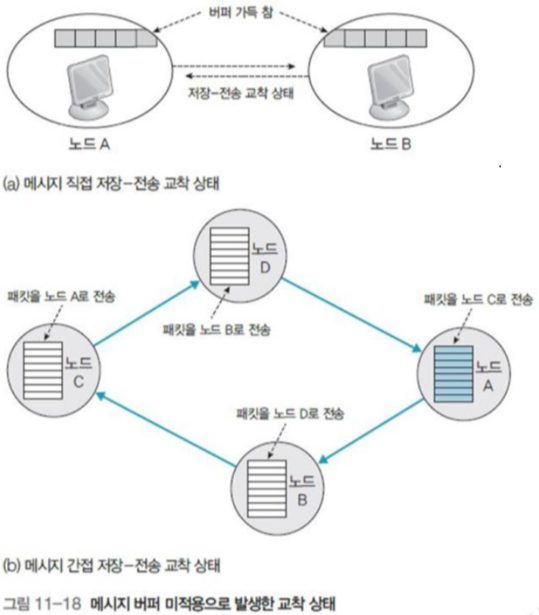 버퍼 가득 참
저장-전송 교착 상태
노드 A
노드 B
(a) 메시지 직접 저장-전송 교착 상태
노드
D
패킷을 노드 A로 전송
패킷을 노드 B로 전송
패킷을 노드 C로 전송
노드
C
노드
A
패킷을 노드 D로 전송
노드
B
(b) 메시지 간접 저장-전송 교착 상태
그림 11-18 메시지 버퍼 미적용으로 발생한 교착 상태